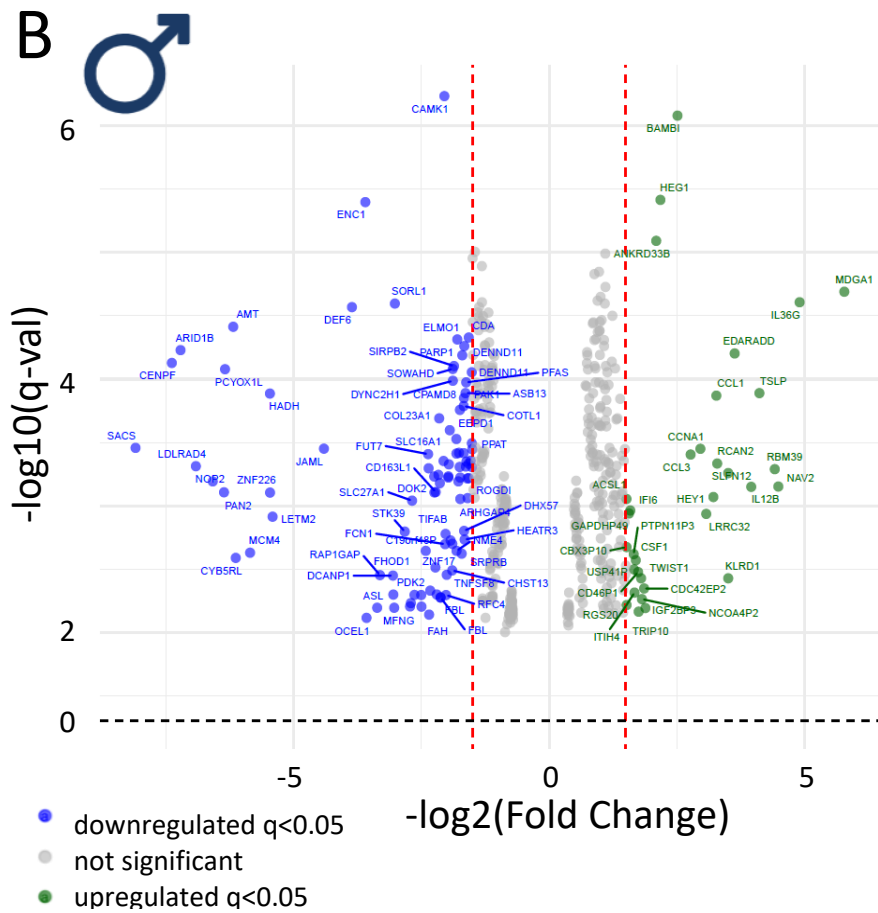 B
CAMK1
6
BAMBI
HEG1
ENC1
ANKRD33B
MDGA1
SORL1
IL36G
DEF6
AMT
ELMO1 CDA
ARID1B
EDARADD
SIRPB2 PARP1 DENND11
CENPF
SOWAHD DENND11 PFAS
4
PCYOX1L
CCL1 TSLP
DYNC2H1 CPAMD8 PAK1 ASB13
HADH
COL23A1 COTL1
EEPD1
CCNA1
SACS
FUT7 SLC16A1 PPAT
RCAN2
JAML
LDLRAD4
CCL3 RBM39
CD163L1
SLFN12 NAV2
NOP2 ZNF226
ACSL1
DOK2 ROGDI
SLC27A1
IFI6 HEY1 IL12B
PAN2
ARHGAP4 DHX57
STK39 TIFAB
LETM2
GAPDHP49 PTPN11P3 LRRC32
FCN1 C19orf48P NME4 HEATR3
MCM4
CBX3P10 CSF1
RAP1GAP FHOD1 ZNF17 SRPRB
CYB5RL
USP41P TWIST1 KLRD1
DCANP1 PDK2 TNFSF8 CHST13
CD46P1 CDC42EP2
ASL RFC4
FBL
RGS20 IGF2BP3 NCOA4P2
MFNG
OCEL1 FAH FBL
ITIH4 TRIP10
2
0
-5 0 5
-log10(q-val)
-log2(Fold Change)
a downregulated q<0.05
not significant
a upregulated q<0.05